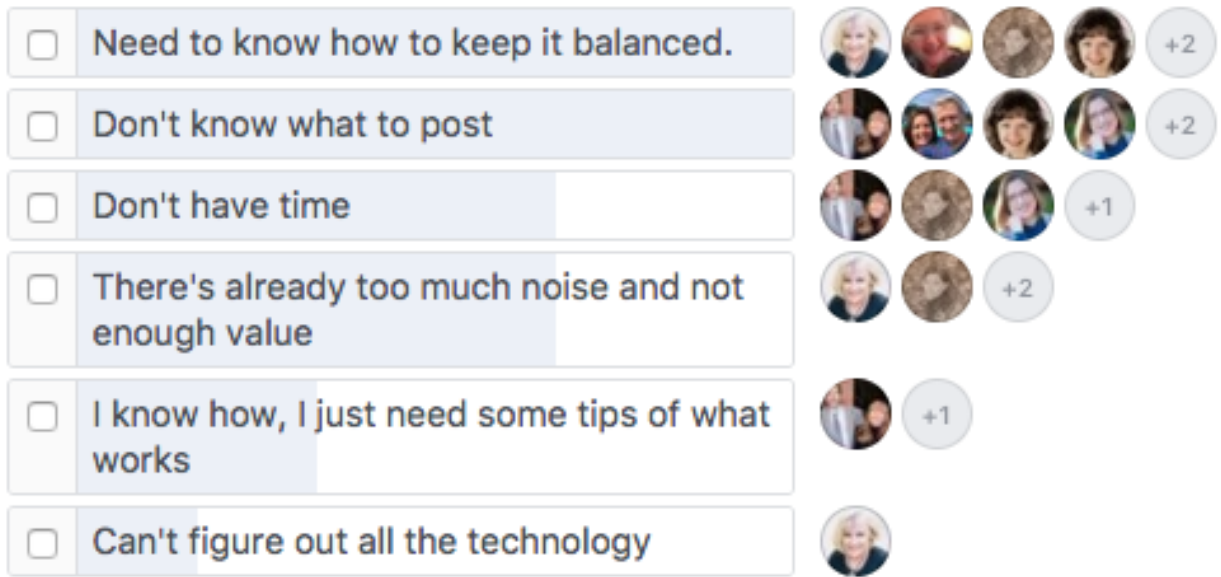 Need to know how to keep it balanced.
+2
Don't know what to post
+2
Don't have time
+1
There's already too much noise and not
enough value
+2
I know how, I just need some tips of what
works
+1
Can't figure out all the technology